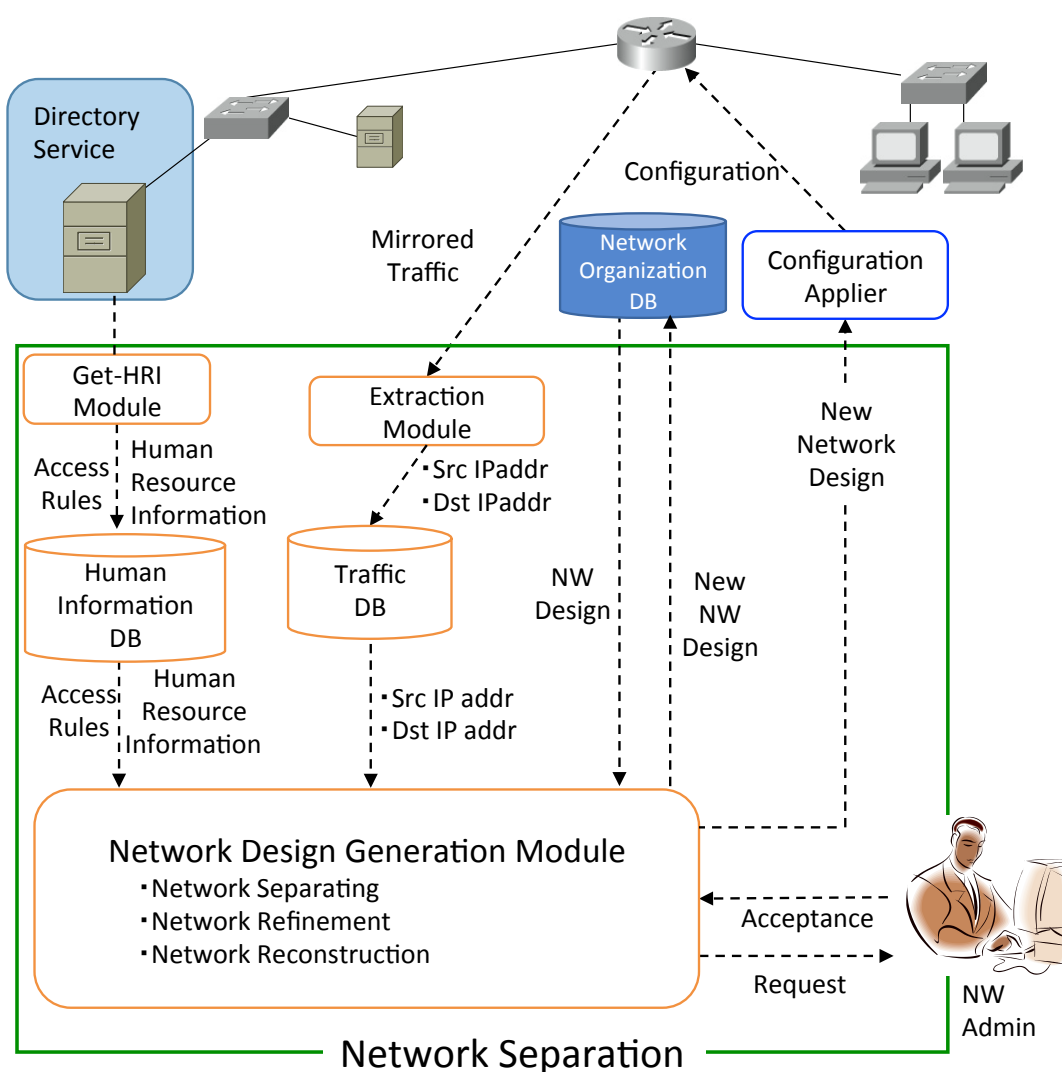 Directory
Service
Configuration
Mirrored
Traffic
Network
Organization
DB
Configuration
Applier
Get-HRI
Module
Extraction
Module
New
Network
Design
Access
Rules
Human
Resource
Information
・Src IPaddr
・Dst IPaddr
Human
Information
DB
Traffic
DB
NW
Design
New
NW
Design
Access
Rules
Human
Resource
Information
・Src IP addr
・Dst IP addr
Network Design Generation Module
・Network Separating
・Network Refinement
・Network Reconstruction
Acceptance
Request
NW
Admin
Network Separation